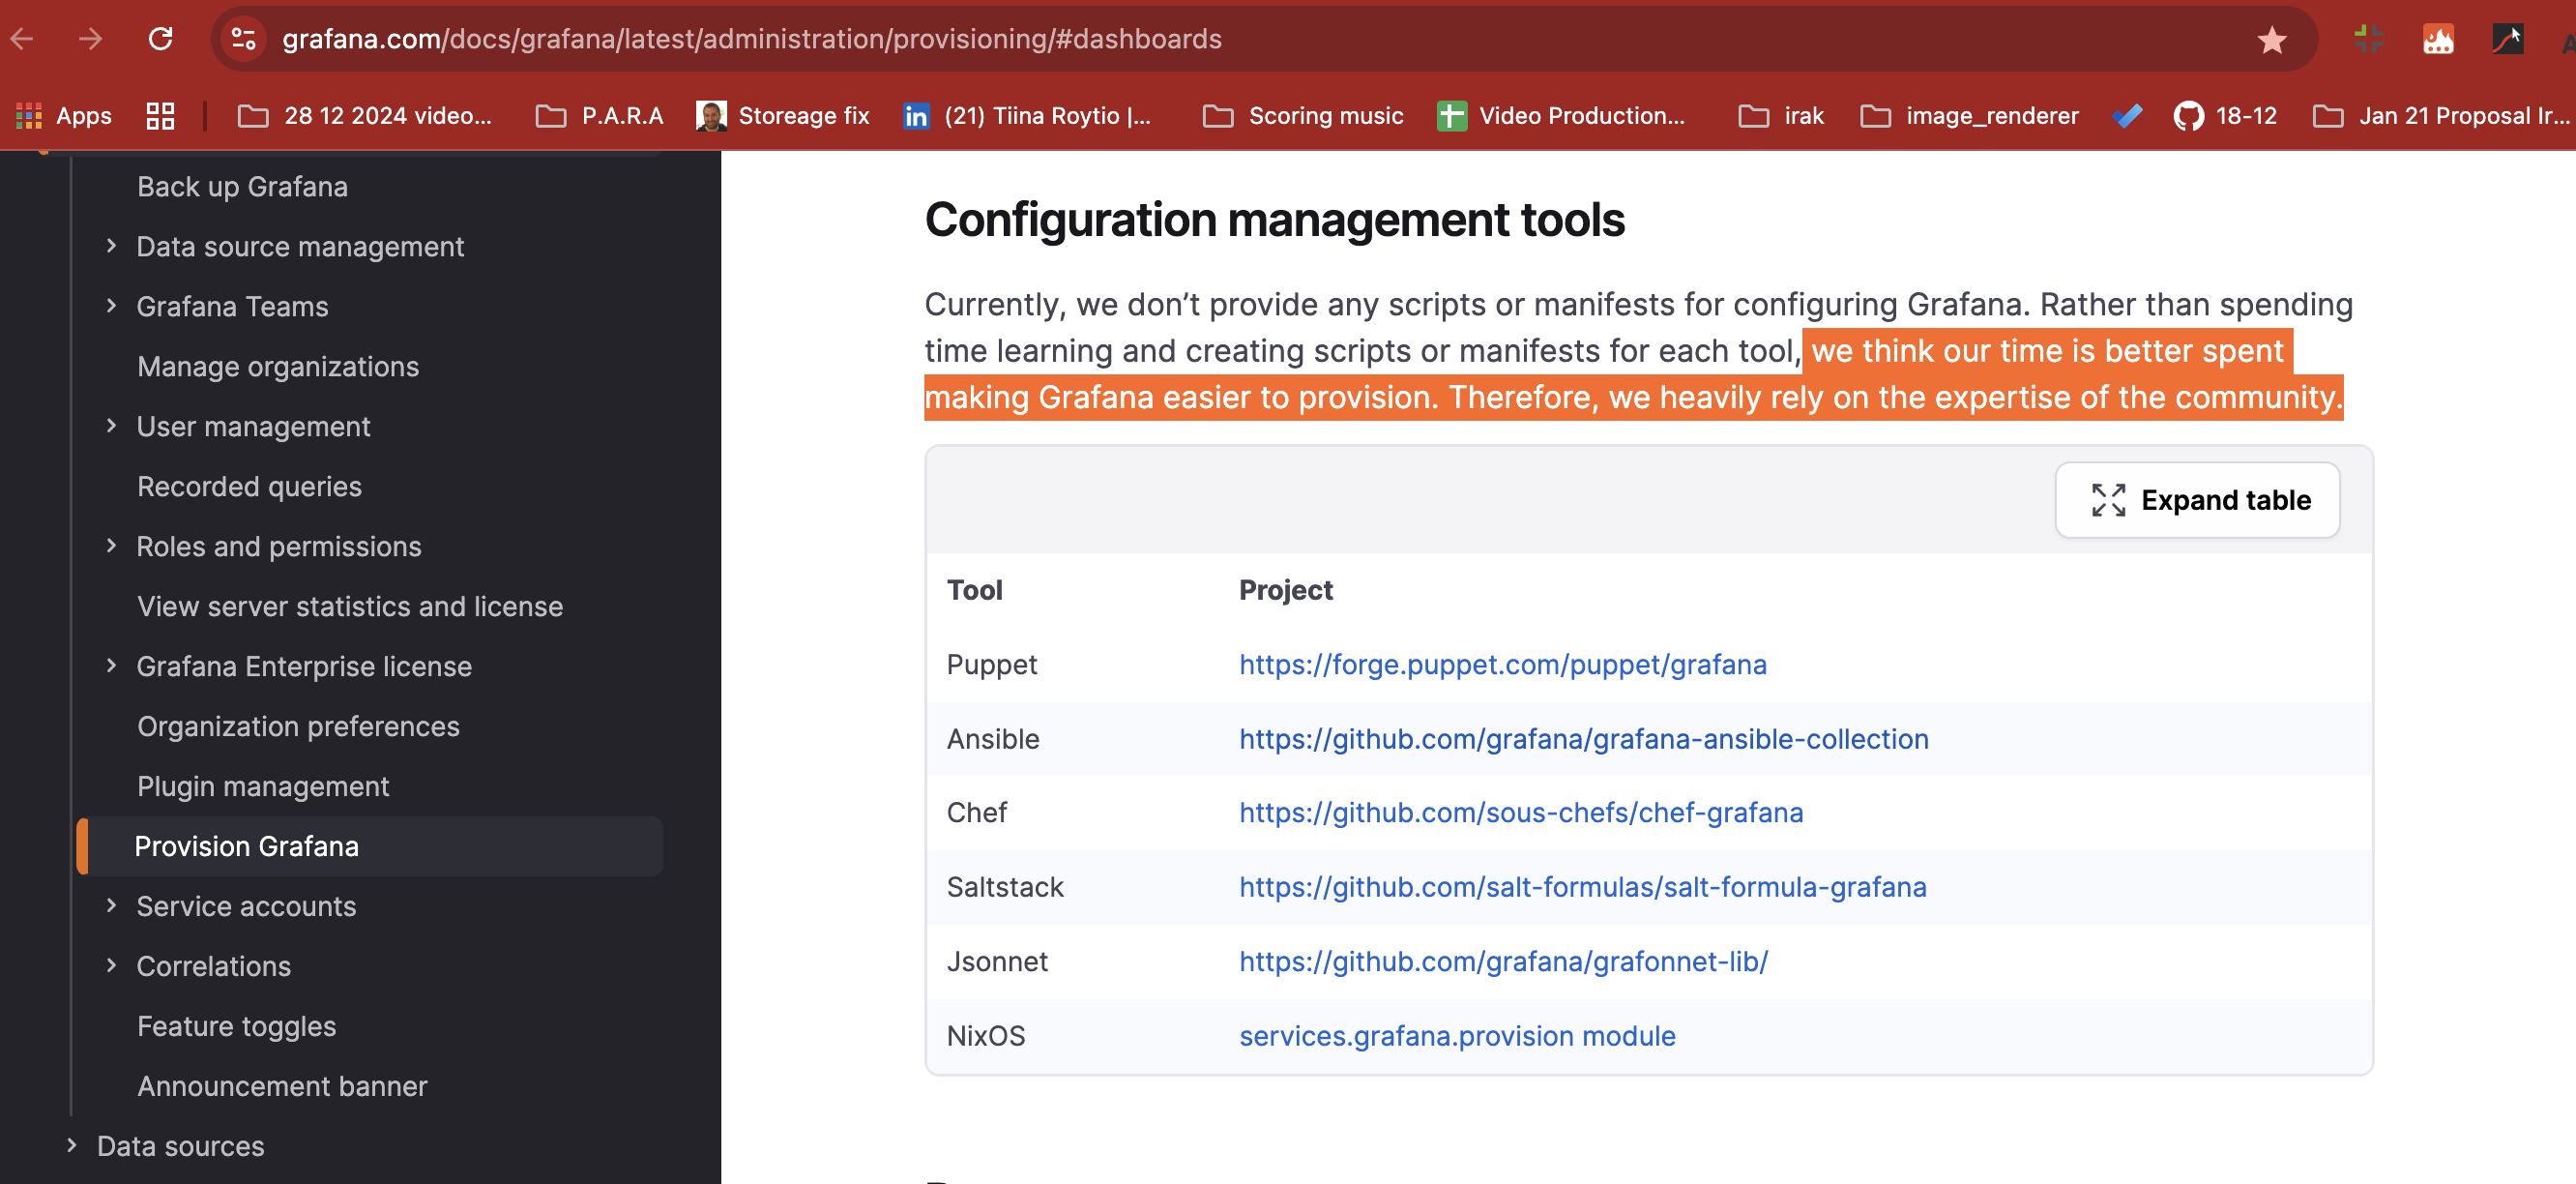 grafana.com/docs/grafana/latest/administration/provisioning/#dashboards
Apps
28 12 2024 video...
P.A.R.A
Storeage fix
(21) Tiina Roytio |...
Scoring music
Video Production...
irak
image_renderer
18-12
Jan 21 Proposal Ir...
Back up Grafana
Data source management
Grafana Teams
Manage organizations
User management
Recorded queries
Roles and permissions
View server statistics and license
Grafana Enterprise license
Organization preferences
Plugin management
Provision Grafana
Service accounts
Correlations
Feature toggles
Announcement banner
Data sources
Configuration management tools
Currently, we don’t provide any scripts or manifests for configuring Grafana. Rather than spending
time learning and creating scripts or manifests for each tool, we think our time is better spent
making Grafana easier to provision. Therefore, we heavily rely on the expertise of the community.
Expand table
Tool Project
Puppet https://forge.puppet.com/puppet/grafana
Ansible https://github.com/grafana/grafana-ansible-collection
Chef https://github.com/sous-chefs/chef-grafana
Saltstack https://github.com/salt-formulas/salt-formula-grafana
Jsonnet https://github.com/grafana/grafonnet-lib/
NixOS services.grafana.provision module